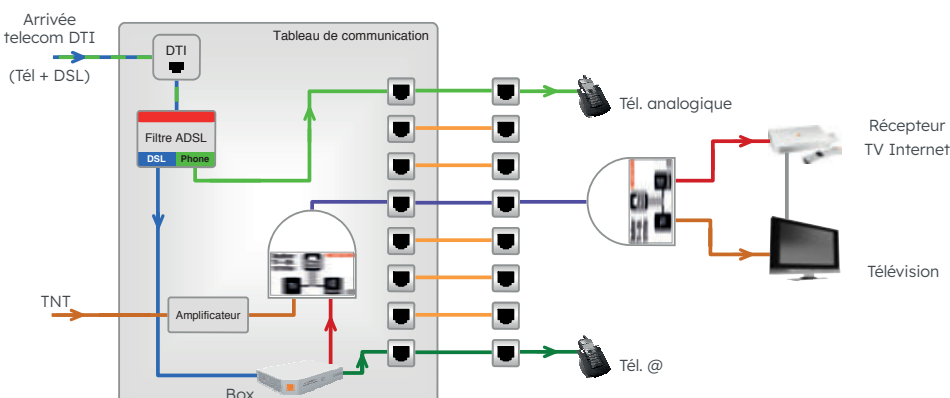 Arrivée
telecom DTI
(Tél + DSL)
DTI
Tableau de communication
Filtre ADSL
DSL Phone
Tél. analogique
Récepteur
TV Internet
Télévision
TNT
Amplificateur
Box
Tél. @